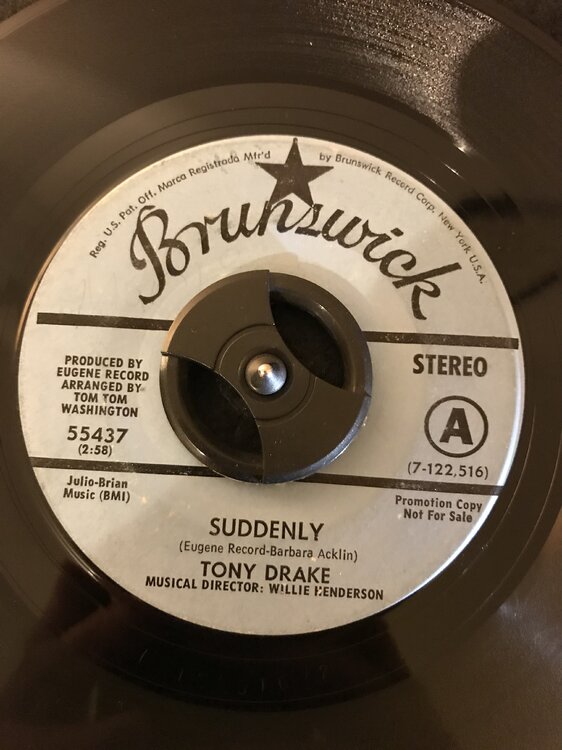 Reg. U.S. Pat. Off. Marca Registrada Mfr'd by Brunswick Record Corp. New York U.S.A.
Brunswick
PRODUCED BY
EUGENE RECORD
ARRANGED BY
TOM TOM
WASHINGTON
55437
(2:58)
Julio-Brian
Music (BMI)
STEREO
A
(7-122,516)
Promotion Copy
Not For Sale
SUDDENLY
(Eugene Record-Barbara Acklin)
TONY DRAKE
MUSICAL DIRECTOR: WILLIE HENDERSON